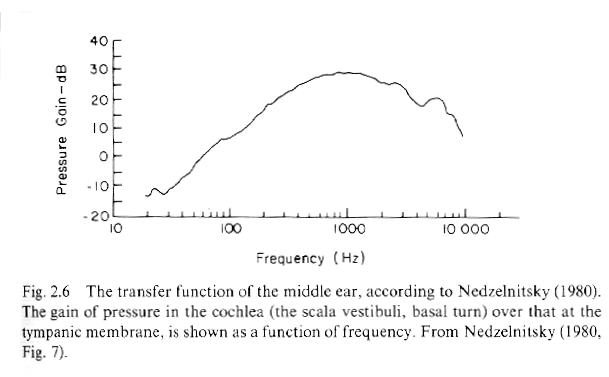 40
30
20
10
0
-10
-20
Pressure Gain-dB
10 100 1000 10 000
Frequency (Hz)
Fig. 2.6 The transfer function of the middle ear, according to Nedzelnitsky (1980).
The gain of pressure in the cochlea (the scala vestibuli, basal turn) over that at the
tympanic membrane, is shown as a function of frequency. From Nedzelnitsky (1980,
Fig. 7).